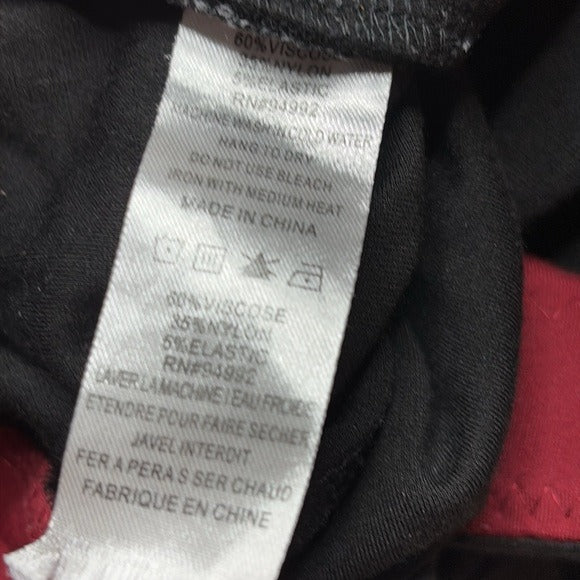 60%VISCOSE
35%NYLON
5%ELASTIC
RN#94992
MACHINE WASH IN COLD WATER
HANG TO DRY
DO NOT USE BLEACH
IRON WITH MEDIUM HEAT
MADE IN CHINA
60%VISCOSE
35%NYLON
5%ELASTIC
RN#94992
LAVER LA MACHINE I EAU FROIDE
ETENDRE POUR FAIRE SECHER
JAVEL INTERDIT
FER A PERA S SER CHAUD
FABRIQUE EN CHINE